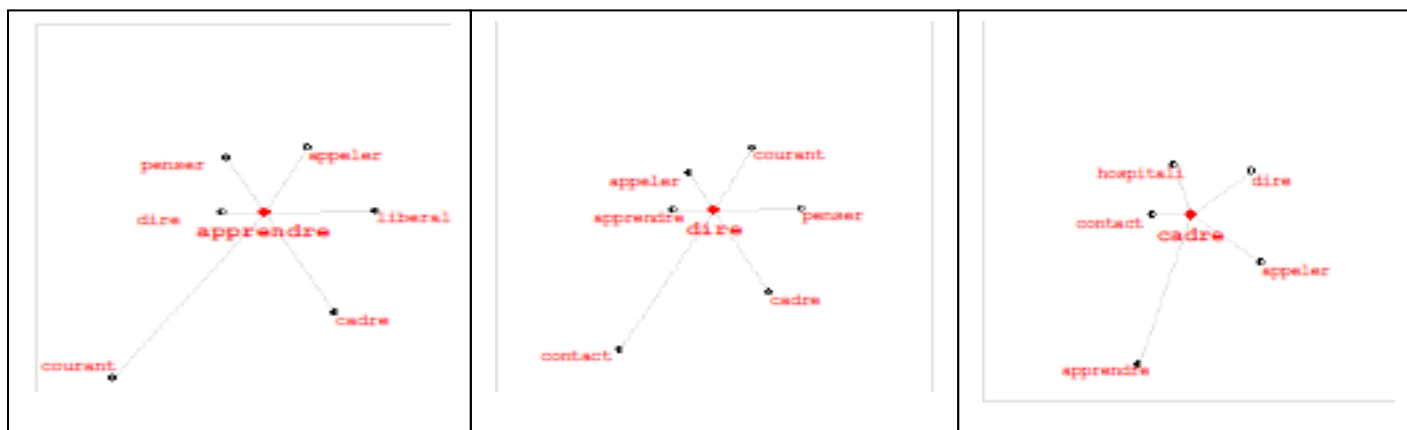 penser
appeler
dire
liberal
apprendre
cadre
courant
courant
appeler
apprendre
penser
dire
cadre
contact
hospitali
dire
contact
cadre
appeler
apprendre